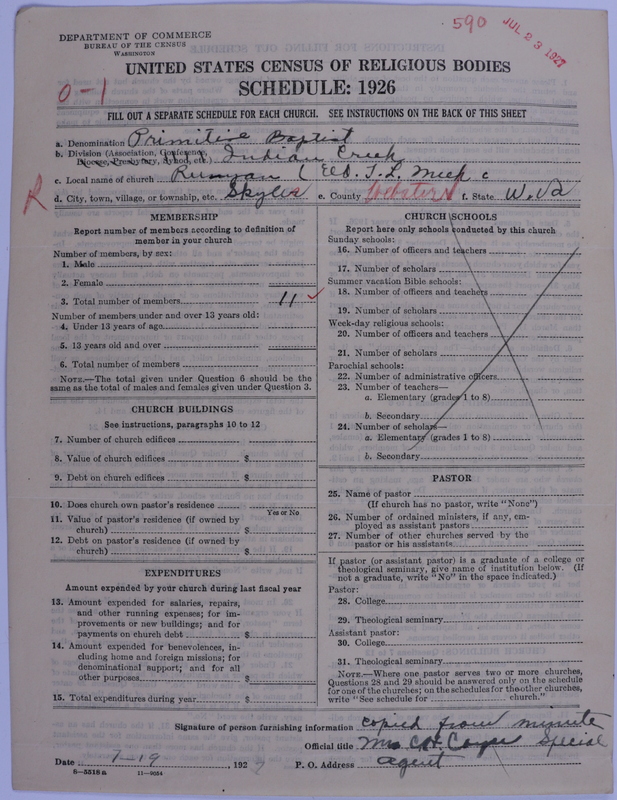 590
JUL 23 192
DEPARTMENT OF COMMERCE
BUREAU OF THE CENSUS
WASHINGTON
UNITED STATES CENSUS OF RELIGIOUS BODIES
SCHEDULE: 1926
0-1
FILL OUT A SEPARATE SCHEDULE FOR EACH CHURCH. SEE INSTRUCTIONS ON THE BACK OF THIS SHEET
a. Denomination Primitive Baptist
b. Division (Association, Conference, Diocese, Presbytery, Synod, etc.) Indian Creek
c. Local name of church Runyan (Eld. J. L. Meek c
R
d. City, town, village, or township, etc. Skyles e. County Webster f. State W. Va
MEMBERSHIP
Report number of members according to definition of
member in your church
Number of members, by sex:
1. Male
2. Female
3. Total number of members 11 ✓
Number of members under and over 13 years old:
4. Under 13 years of age
5. 13 years old and over
6. Total number of members
NOTE.—The total given under Question 6 should be the
same as the total of males and females given under Question 3.
CHURCH BUILDINGS
See instructions, paragraphs 10 to 12
7. Number of church edifices
8. Value of church edifices $
9. Debt on church edifices $
10. Does church own pastor's residence
Yes or No
11. Value of pastor's residence (if owned by
church) $
12. Debt on pastor's residence (if owned by
church) $
EXPENDITURES
Amount expended by your church during last fiscal year
13. Amount expended for salaries, repairs,
and other running expenses; for im-
provements or new buildings; and for
payments on church debt $
14. Amount expended for benevolences, in-
cluding home and foreign missions; for
denominational support; and for all
other purposes $
15. Total expenditures during year $
CHURCH SCHOOLS
Report here only schools conducted by this church
Sunday schools:
16. Number of officers and teachers
17. Number of scholars
Summer vacation Bible schools:
18. Number of officers and teachers
19. Number of scholars
Week-day religious schools:
20. Number of officers and teachers
21. Number of scholars
Parochial schools:
22. Number of administrative officers
23. Number of teachers—
a. Elementary (grades 1 to 8)
b. Secondary
24. Number of scholars—
a. Elementary (grades 1 to 8)
b. Secondary
PASTOR
25. Name of pastor
(If church has no pastor, write "None")
26. Number of ordained ministers, if any, em-
ployed as assistant pastors
27. Number of other churches served by the
pastor or his assistants
If pastor (or assistant pastor) is a graduate of a college or
theological seminary, give name of institution below. (If
not a graduate, write "No" in the space indicated.)
Pastor:
28. College
29. Theological seminary
Assistant pastor:
30. College
31. Theological seminary
NOTE.—Where one pastor serves two or more churches,
Questions 28 and 29 should be answered only on the schedule
for one of the churches; on the schedules for the other churches,
write "See schedule for church."
Signature of person furnishing information copied from minute
Official title Mrs C.H. Special
Date 7-19, 1927 P. O. Address agent
8-5518a 11-9054